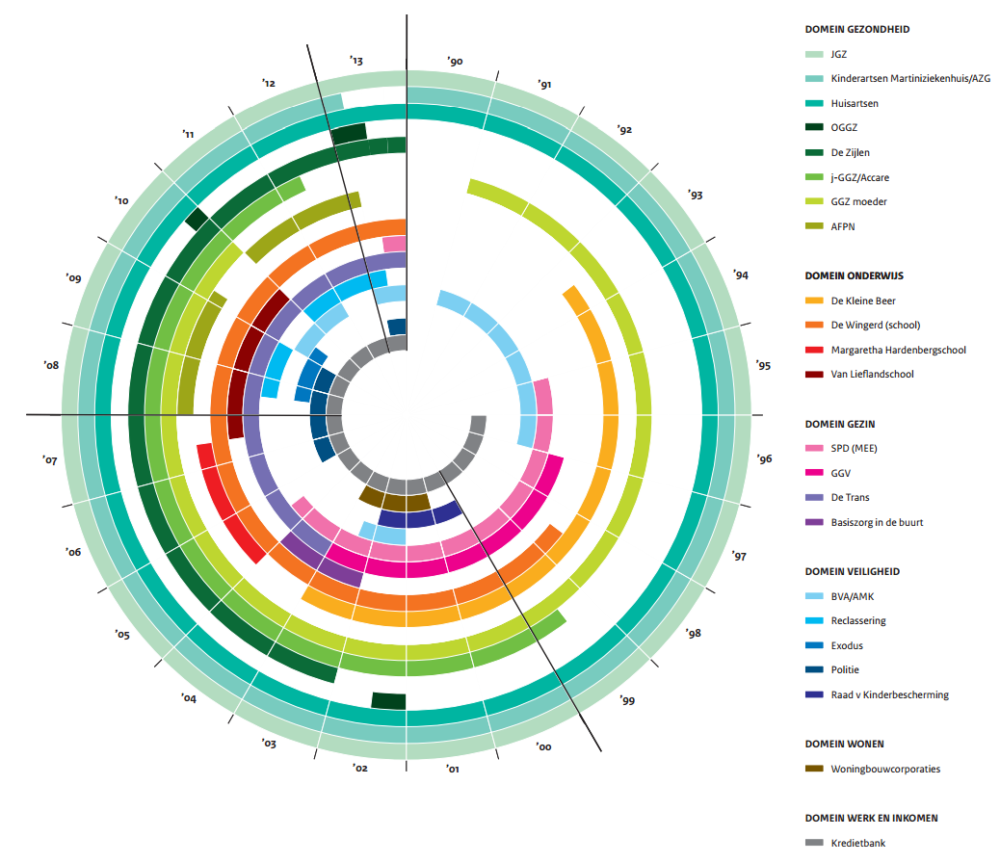 '90
'91
'92
'93
'94
'95
'96
'97
'98
'99
'00
'01
'02
'03
'04
'05
'06
'07
'08
'09
'10
'11
'12
'13
DOMEIN GEZONDHEID
JGZ
Kinderartsen Martiniziekenhuis/AZG
Huisartsen
OGGZ
De Zijlen
j-GGZ/Accare
GGZ moeder
AFPN
DOMEIN ONDERWIJS
De Kleine Beer
De Wingerd (school)
Margaretha Hardenbergschool
Van Lieflandschool
DOMEIN GEZIN
SPD (MEE)
GGV
De Trans
Basiszorg in de buurt
DOMEIN VEILIGHEID
BVA/AMK
Reclassering
Exodus
Politie
Raad v Kinderbescherming
DOMEIN WONEN
Woningbouwcorporaties
DOMEIN WERK EN INKOMEN
Kredietbank